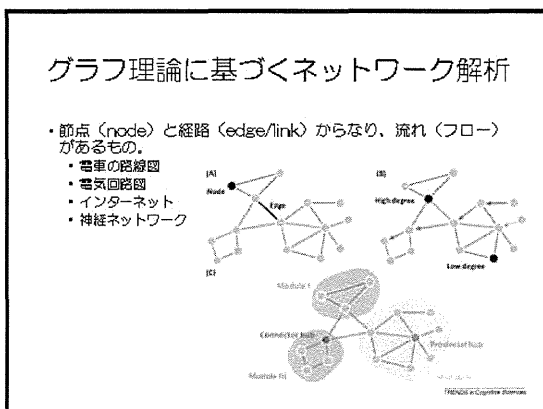 グラフ理論に基づくネットワーク解析
・節点（node）と経路（edge/link）からなり、流れ（フロー）
があるもの。
・電車の路線図
・電気回路図
・インターネット
・神経ネットワーク
(A)
Node
Edge
(B)
High degree
Low degree
(C)
Module I
Connector hub
Provincial hub
Module III
TRENDS in Cognitive Sciences